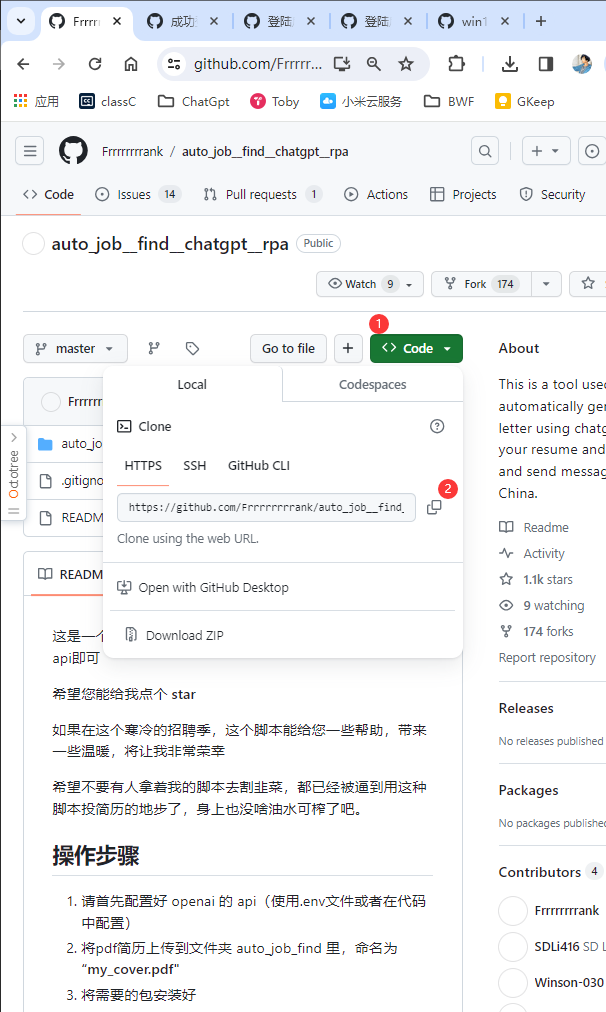 Frrrrr
成功
登陆
登陆
win1
github.com/Frrrrrr...
应用
classC
ChatGpt
Toby
小米云服务
BWF
GKeep
Frrrrrrrrank / auto_job__find__chatgpt__rpa
Code
Issues 14
Pull requests 1
Actions
Projects
Security
auto_job__find__chatgpt__rpa Public
Watch 9
Fork 174
1
master
Go to file
Code
About
Local
Codespaces
This is a tool used
automatically
letter using
your resume and
and send
China.
Frrrrrr
Clone
Octotree
auto_jo
HTTPS
SSH
GitHub CLI
.gitigno
2
https://github.com/Frrrrrrrrank/auto_job__find_
README
Clone using the web URL.
Readme
Activity
README
Open with GitHub Desktop
1.1k stars
9 watching
Download ZIP
174 forks
这是一个
api即可
Report repository
希望您能给我点个 star
Releases
如果在这个寒冷的招聘季，这个脚本能给您一些帮助，带来
一些温暖，将让我非常荣幸
No releases published
希望不要有人拿着我的脚本去割韭菜，都已经被逼到用这种
脚本投简历的地步了，身上也没啥油水可榨了吧。
Packages
No packages published
操作步骤
Contributors 4
1. 请首先配置好 openai 的 api（使用.env文件或者在代码
中配置）
Frrrrrrrrank
2. 将pdf简历上传到文件夹 auto_job_find 里，命名为
“my_cover.pdf"
SDLi416 SD L
3. 将需要的包安装好
Winson-030